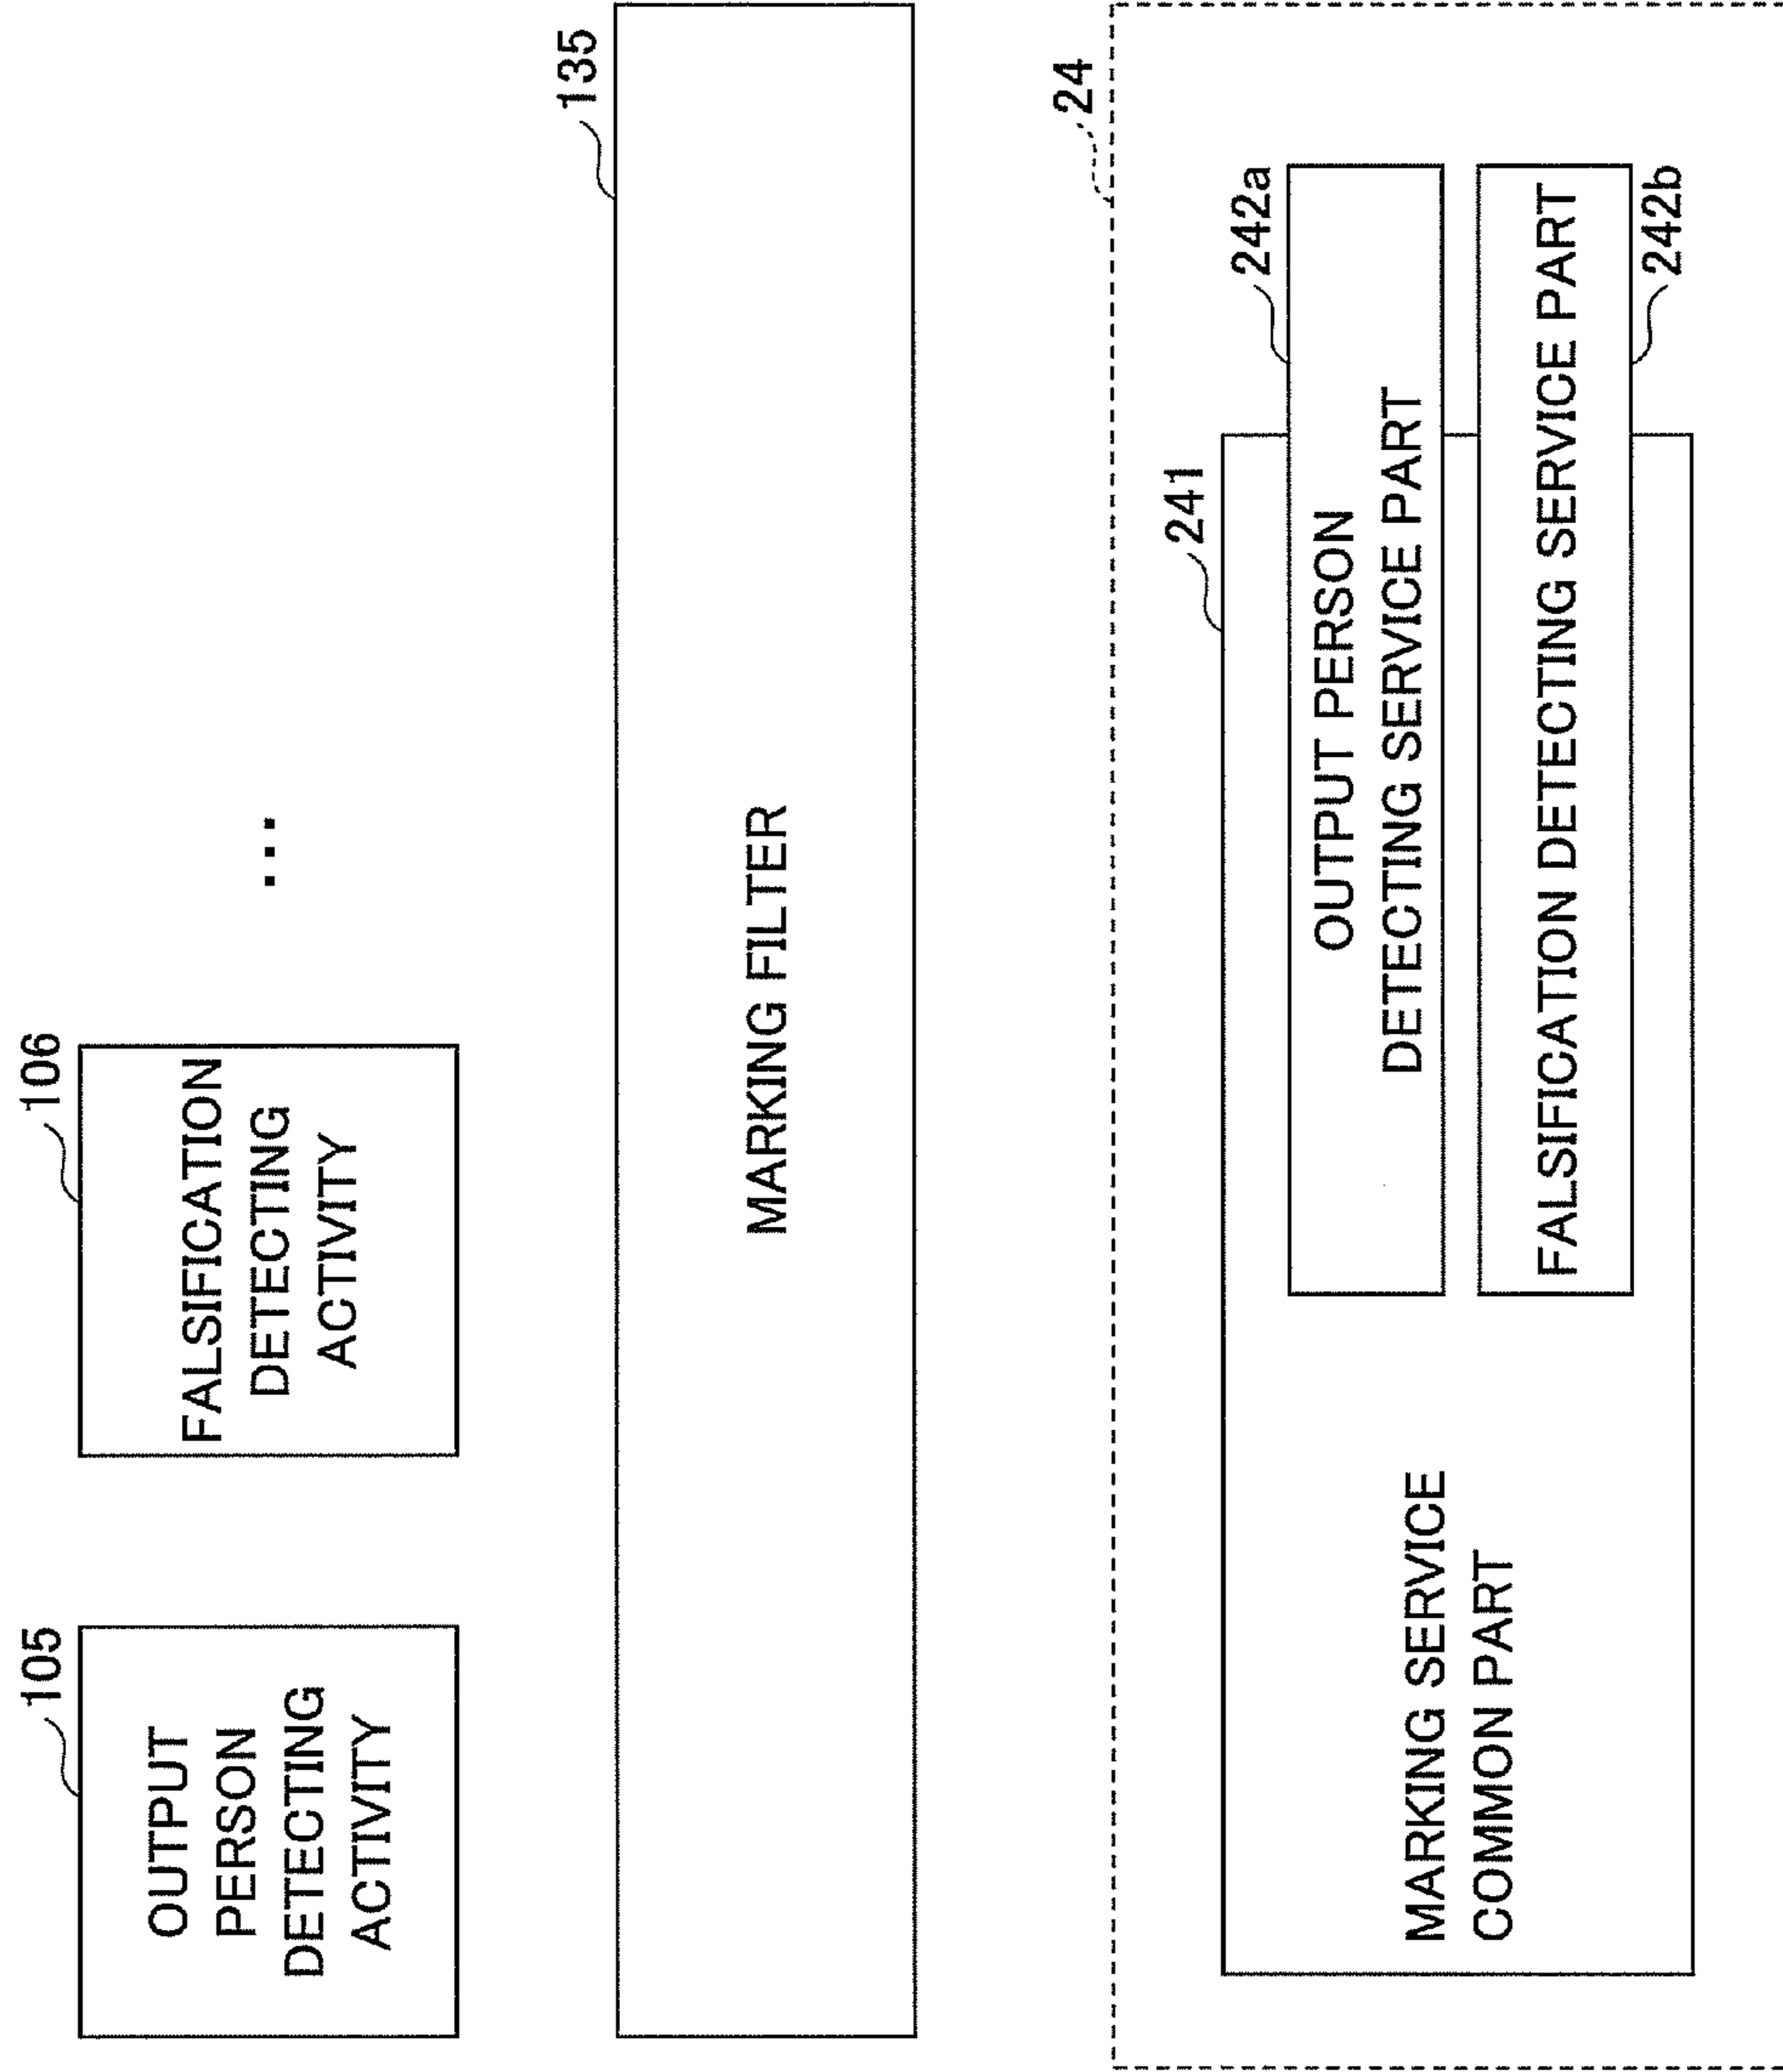 105
OUTPUT
PERSON
DETECTING
ACTIVITY
106
FALSIFICATION
DETECTING
ACTIVITY
...
135
MARKING FILTER
24
241
MARKING SERVICE
COMMON PART
242a
OUTPUT PERSON
DETECTING SERVICE PART
FALSIFICATION DETECTING SERVICE PART
242b